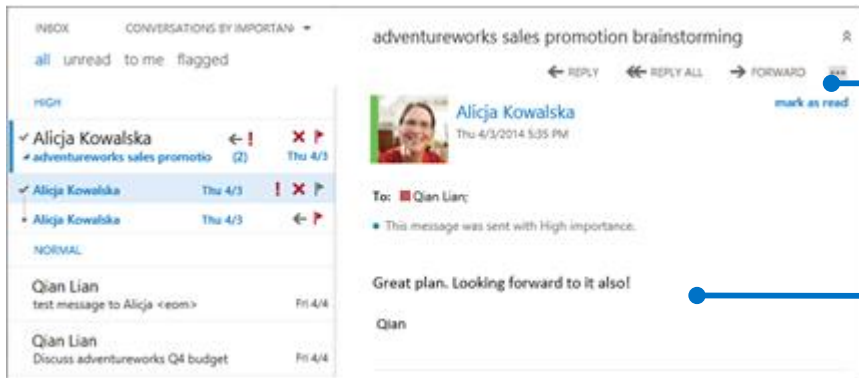 INBOX CONVERSATIONS BY IMPORTAN
all unread to me flagged
HIGH
Alicja Kowalska
adventureworks sales promotio (2) Thu 4/3
Alicja Kowalska Thu 4/3
Alicja Kowalska Thu 4/3
NORMAL
Qian Lian
test message to Alicja <eom> Fri 4/4
Qian Lian
Discuss adventureworks Q4 budget Fri 4/4
adventureworks sales promotion brainstorming
REPLY REPLY ALL FORWARD
mark as read
Alicja Kowalska
Thu 4/3/2014 5:35 PM
To: Qian Lian;
This message was sent with High importance.
Great plan. Looking forward to it also!
Qian